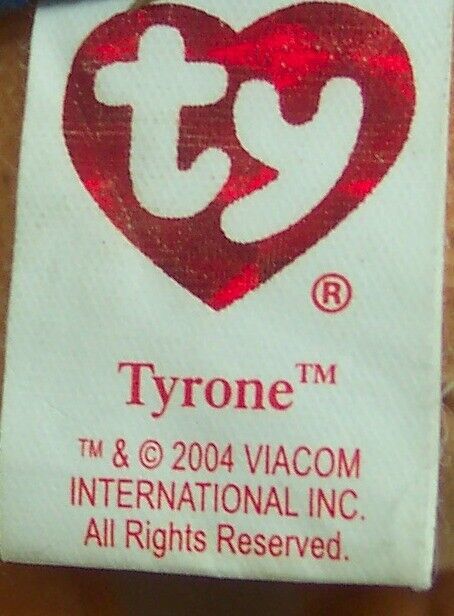 ty
®
Tyrone™
™ & © 2004 VIACOM
INTERNATIONAL INC.
All Rights Reserved.